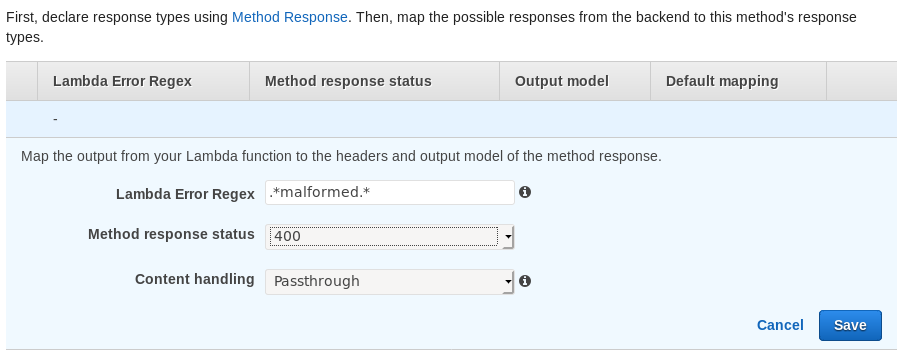 First, declare response types using Method Response. Then, map the possible responses from the backend to this method's response
types.
Lambda Error Regex Method response status Output model Default mapping
-
Map the output from your Lambda function to the headers and output model of the method response.
Lambda Error Regex .*malformed.*
Method response status 400
Content handling Passthrough
Cancel Save